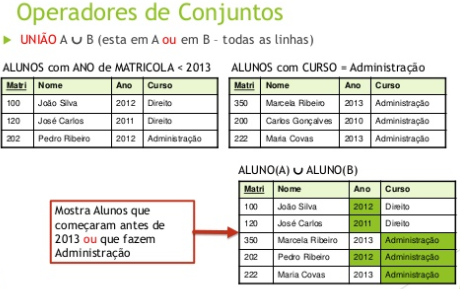 Operadores de Conjuntos
► UNIÃO A ∪ B (esta em A ou em B – todas as linhas)
ALUNOS com ANO de MATRICOLA < 2013
Matri Nome Ano Curso
100 João Silva 2012 Direito
120 José Carlos 2011 Direito
202 Pedro Ribeiro 2012 Administração
ALUNOS com CURSO = Administração
Matri Nome Ano Curso
350 Marcela Ribeiro 2013 Administração
200 Carlos Gonçalves 2010 Administração
222 Maria Covas 2013 Administração
ALUNO(A) ∪ ALUNO(B)
Matri Nome Ano Curso
100 João Silva 2012 Direito
120 José Carlos 2011 Direito
350 Marcela Ribeiro 2013 Administração
202 Pedro Ribeiro 2012 Administração
222 Maria Covas 2013 Administração
Mostra Alunos que
começaram antes de
2013 ou que fazem
Administração